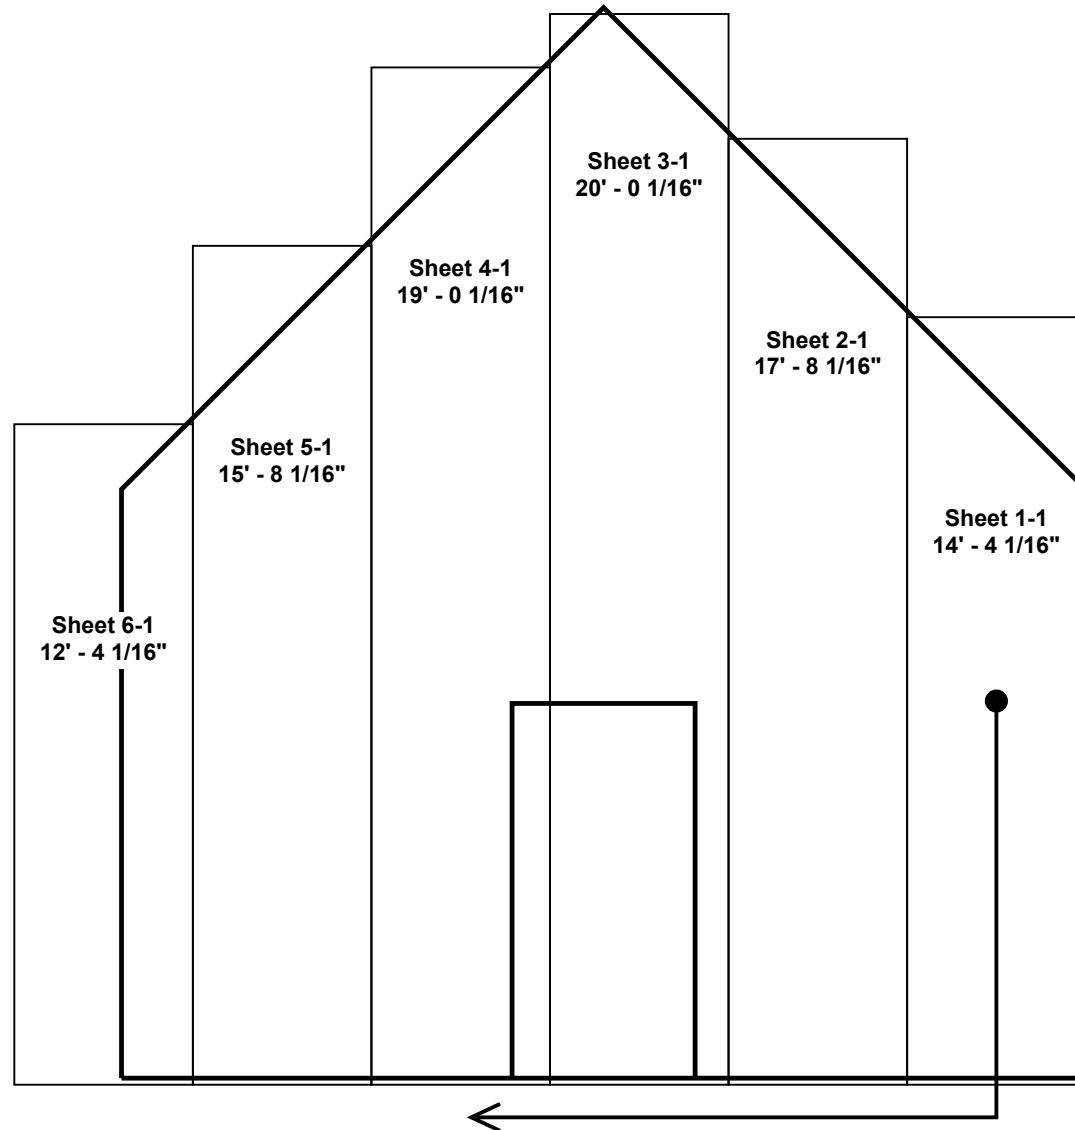 Sheet 3-1
20' - 0 1/16"
Sheet 4-1
19' - 0 1/16"
Sheet 2-1
17' - 8 1/16"
Sheet 5-1
15' - 8 1/16"
Sheet 1-1
14' - 4 1/16"
Sheet 6-1
12' - 4 1/16"